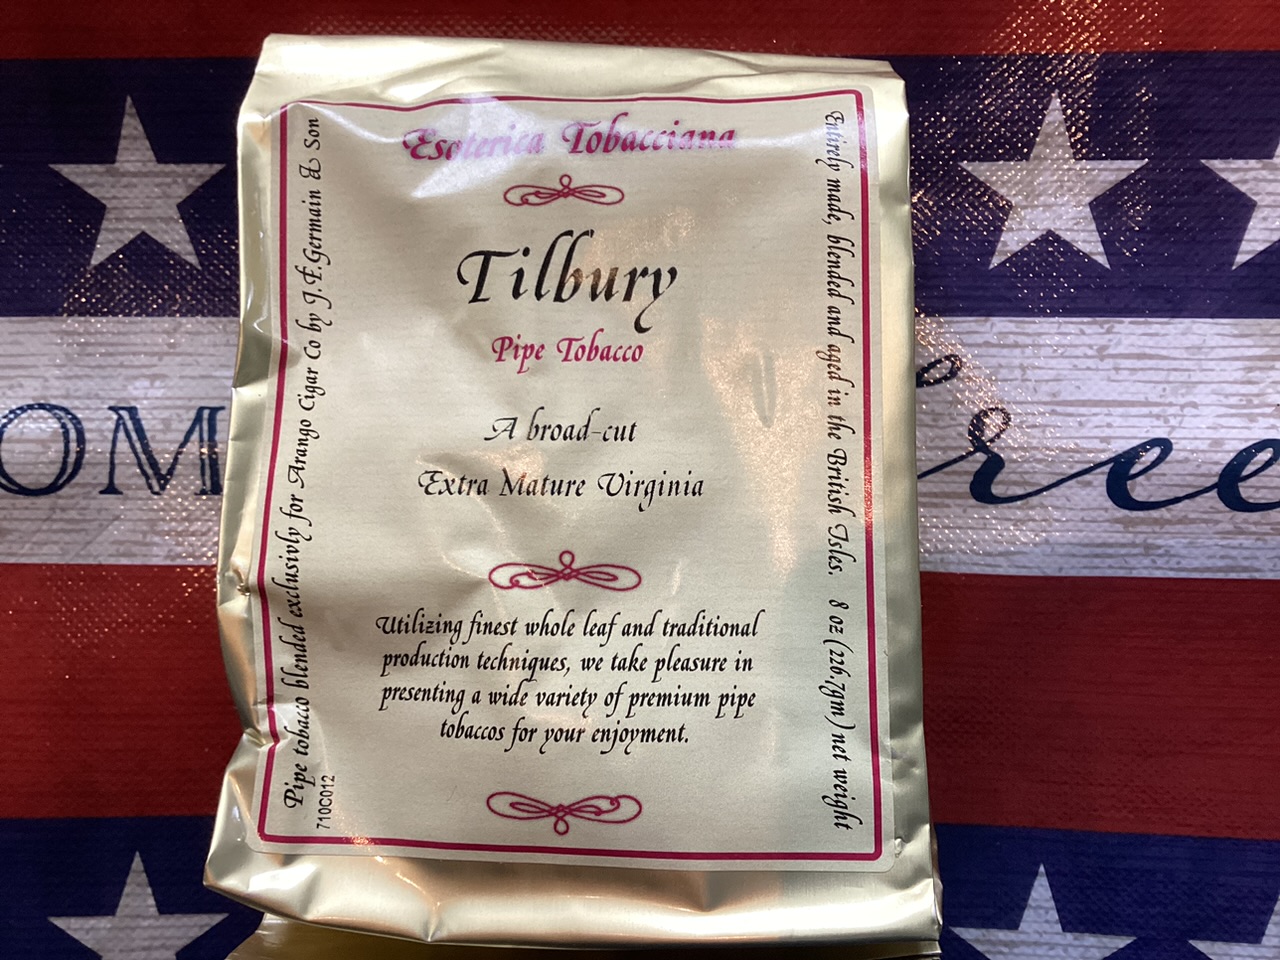 Esoterica Tobacciana
Tilbury
Pipe Tobacco
A broad-cut
Extra Mature Virginia
Utilizing finest whole leaf and traditional
production techniques, we take pleasure in
presenting a wide variety of premium pipe
tobaccos for your enjoyment.
Pipe tobacco blended exclusivly for Arango Cigar Co by J.F.Germain & Son
710C012
Entirely made, blended and aged in the British Isles. 8 oz (226.7gm) net weight
OM
ree